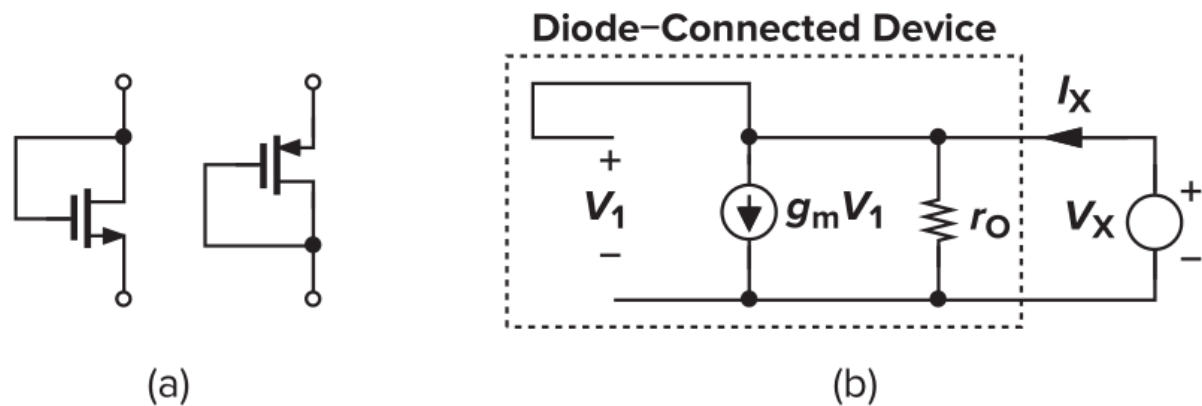 Diode–Connected Device
I_X
+
V_1
−
g_mV_1
r_O
V_X
+
−
(a)
(b)